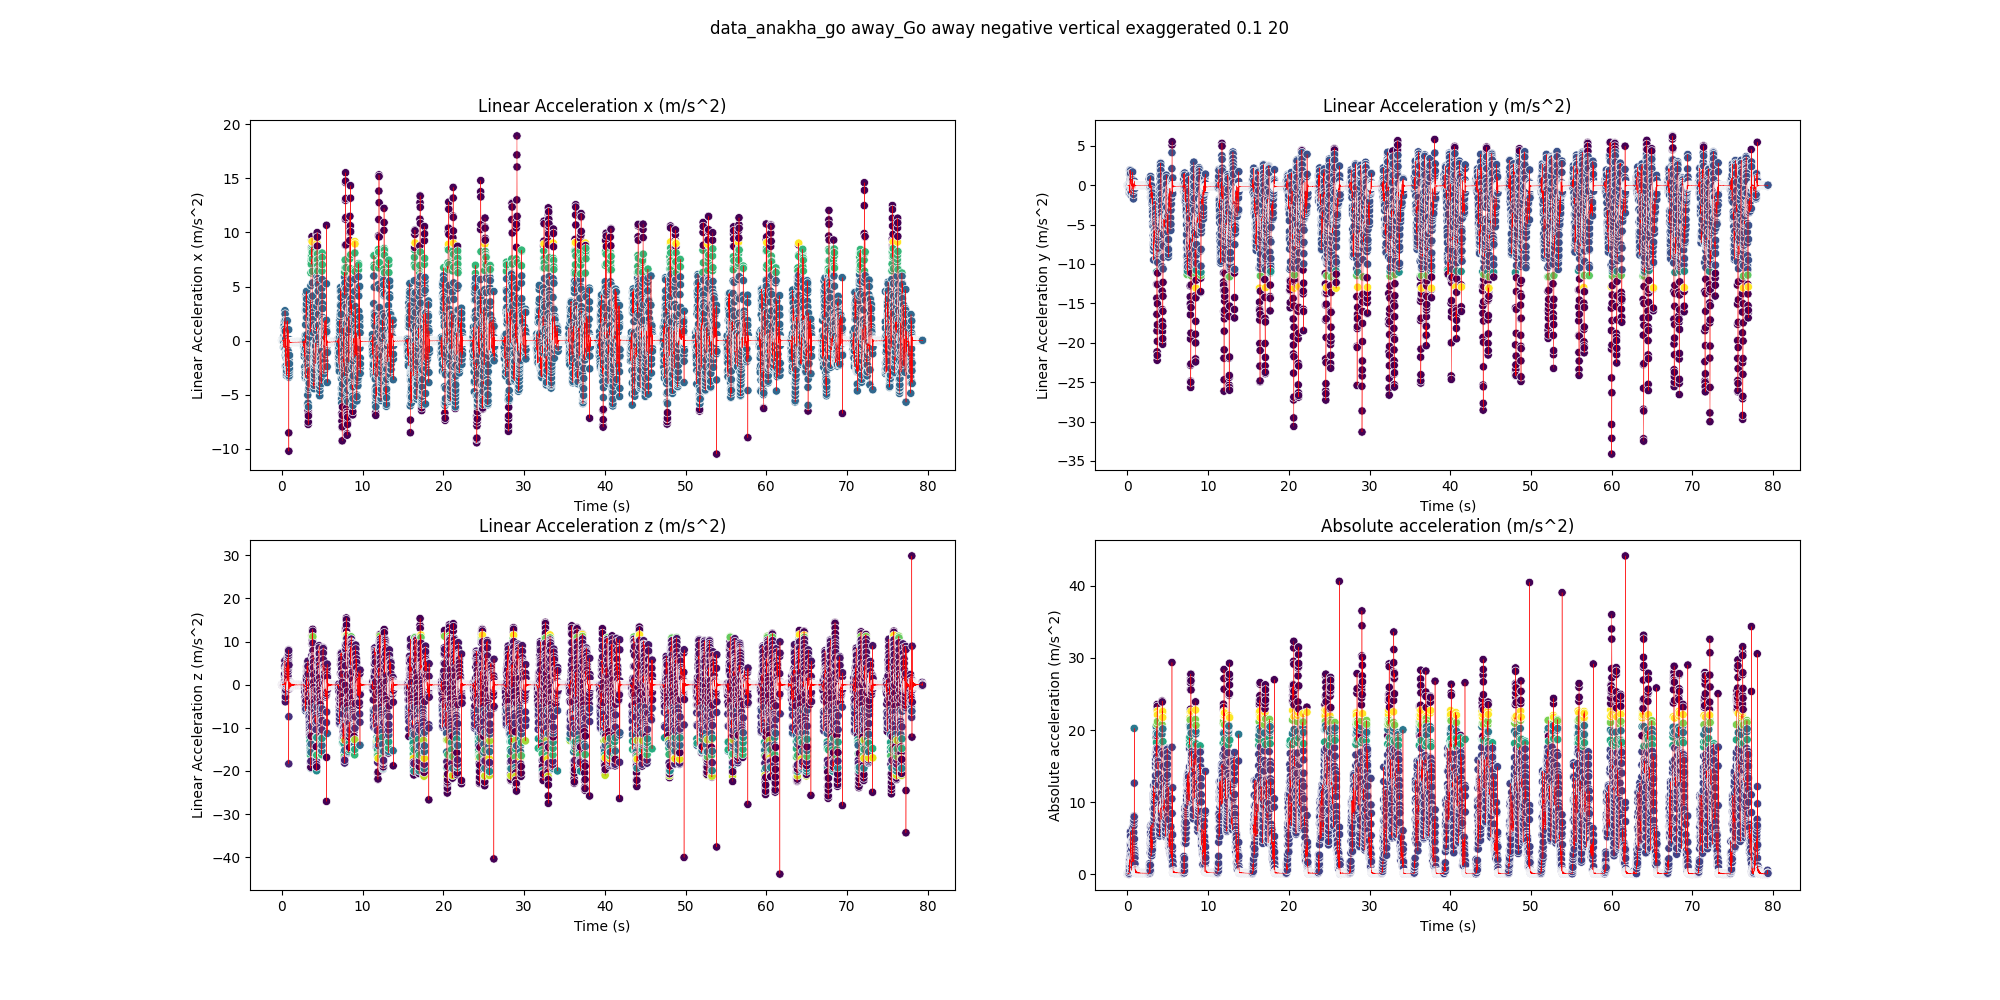 data_anakha_go away_Go away negative vertical exaggerated 0.1 20
Linear Acceleration x (m/s^2)
Linear Acceleration x (m/s^2)
20
15
10
5
0
−5
−10
0 10 20 30 40 50 60 70 80
Time (s)
Linear Acceleration y (m/s^2)
Linear Acceleration y (m/s^2)
5
0
−5
−10
−15
−20
−25
−30
−35
0 10 20 30 40 50 60 70 80
Time (s)
Linear Acceleration z (m/s^2)
Linear Acceleration z (m/s^2)
30
20
10
0
−10
−20
−30
−40
0 10 20 30 40 50 60 70 80
Time (s)
Absolute acceleration (m/s^2)
Absolute acceleration (m/s^2)
40
30
20
10
0
0 10 20 30 40 50 60 70 80
Time (s)